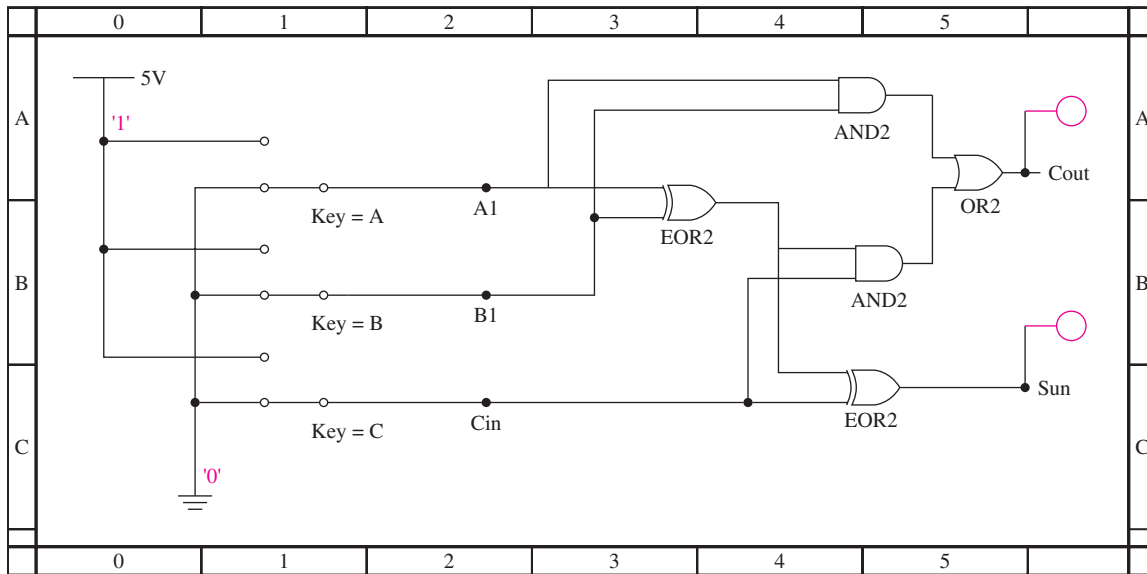 0 1 2 3 4 5
5V
A A
'1'
AND2
Cout
A1
Key = A
OR2
EOR2
B B
AND2
B1
Key = B
Sun
Cin
EOR2
Key = C
C C
'0'
0 1 2 3 4 5